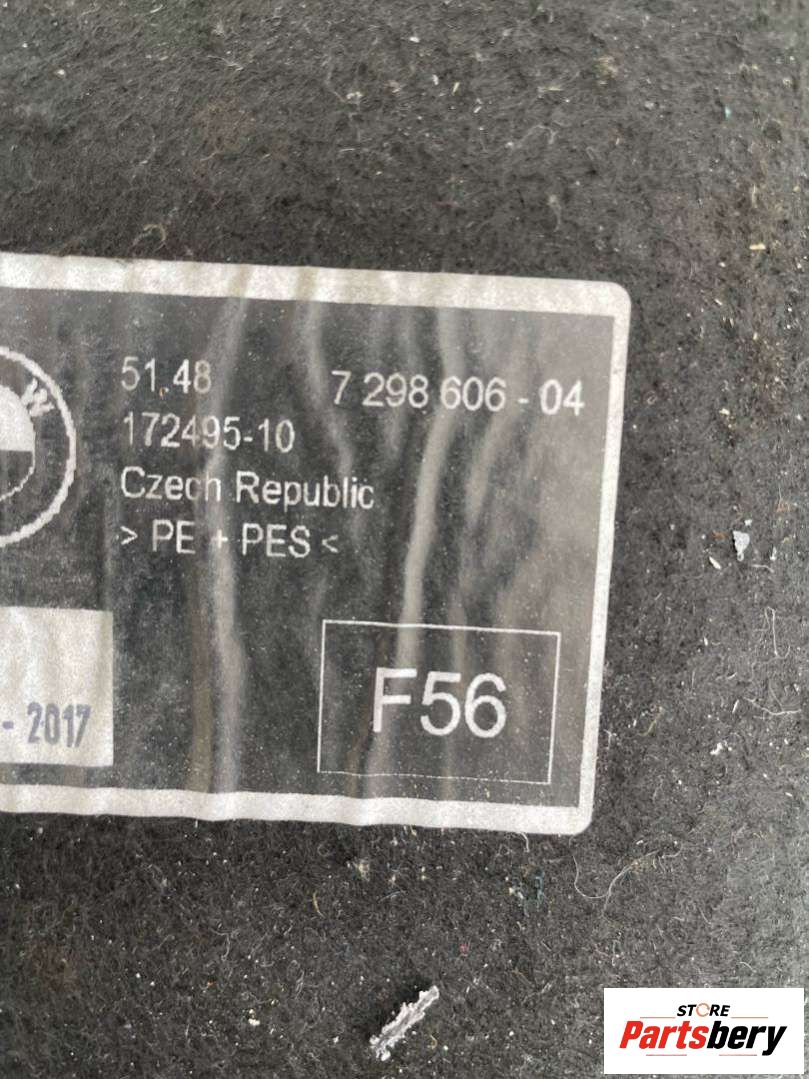 W
51.48 7 298 606 - 04
172495-10
Czech Republic
> PE + PES <
- 2017
F56
STORE
Partsbery